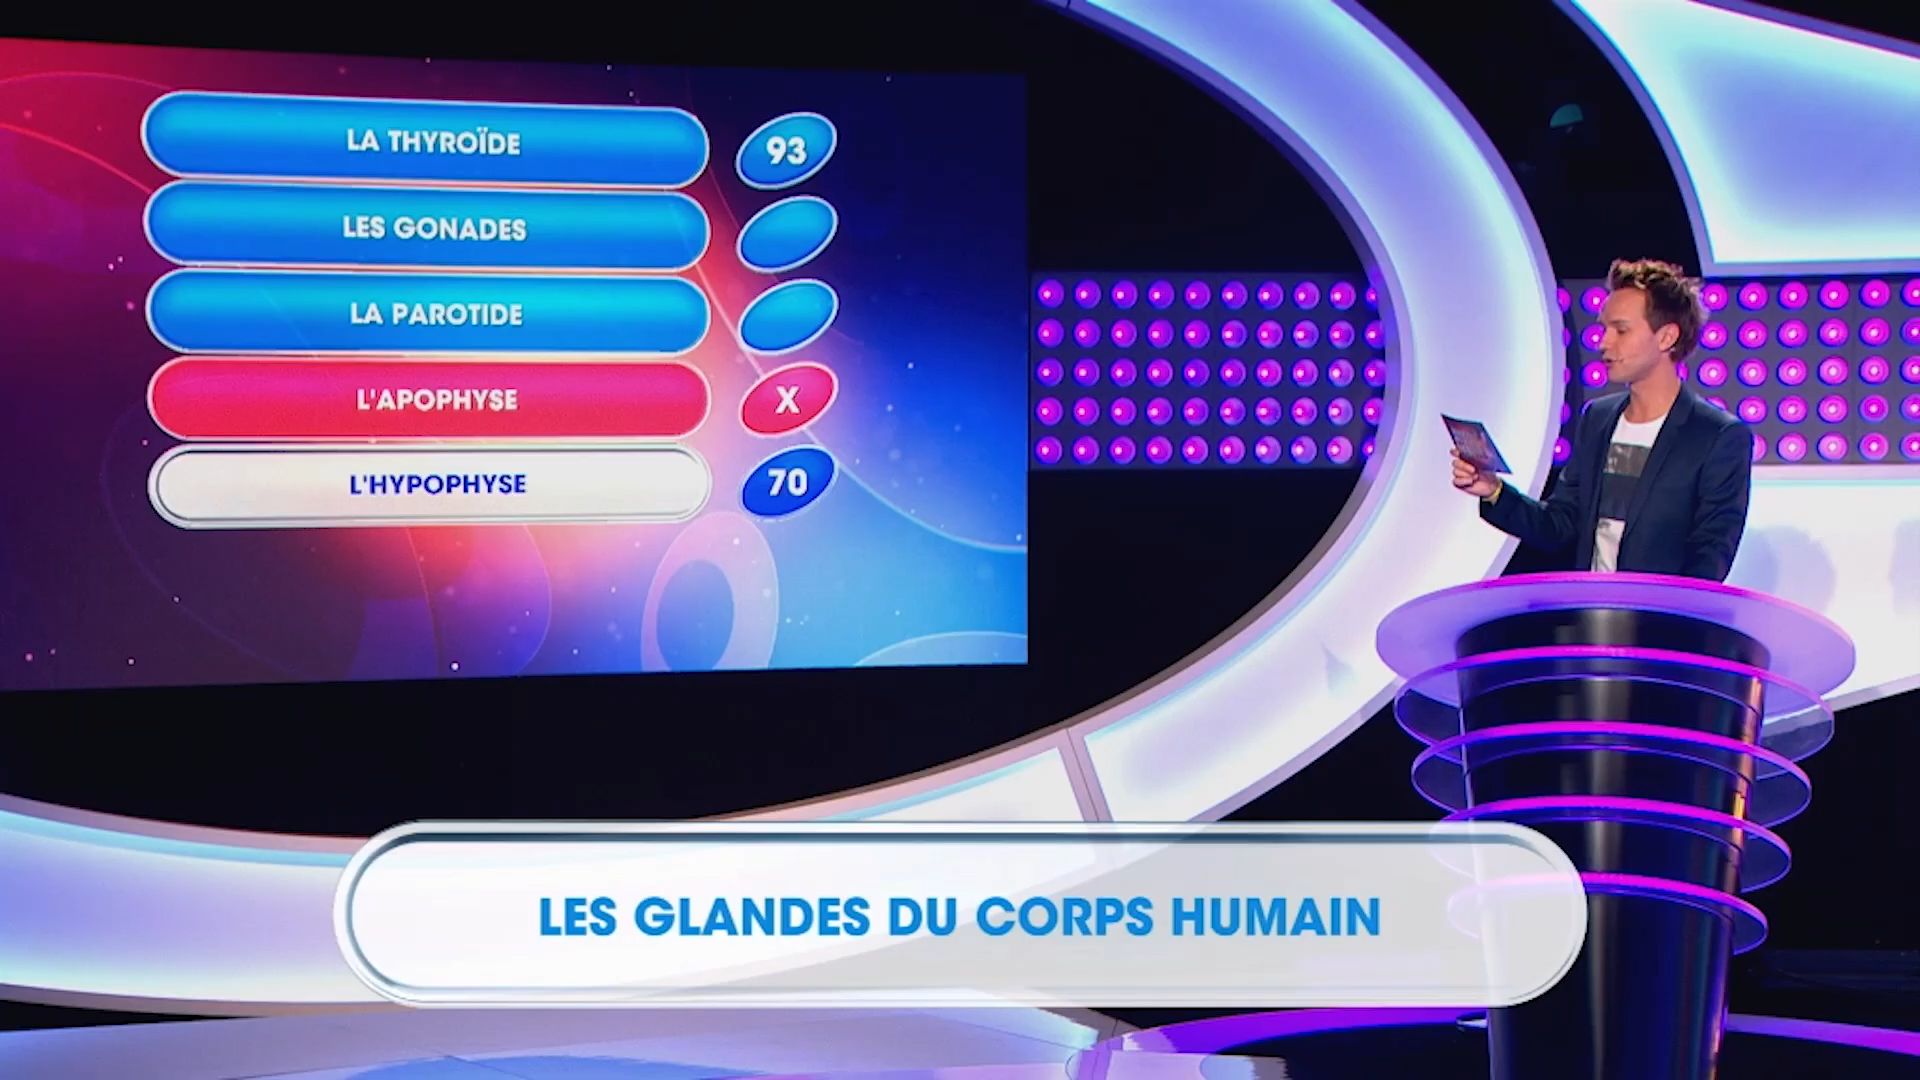 LA THYROÏDE 93
LES GONADES
LA PAROTIDE
L'APOPHYSE X
L'HYPOPHYSE 70
LES GLANDES DU CORPS HUMAIN